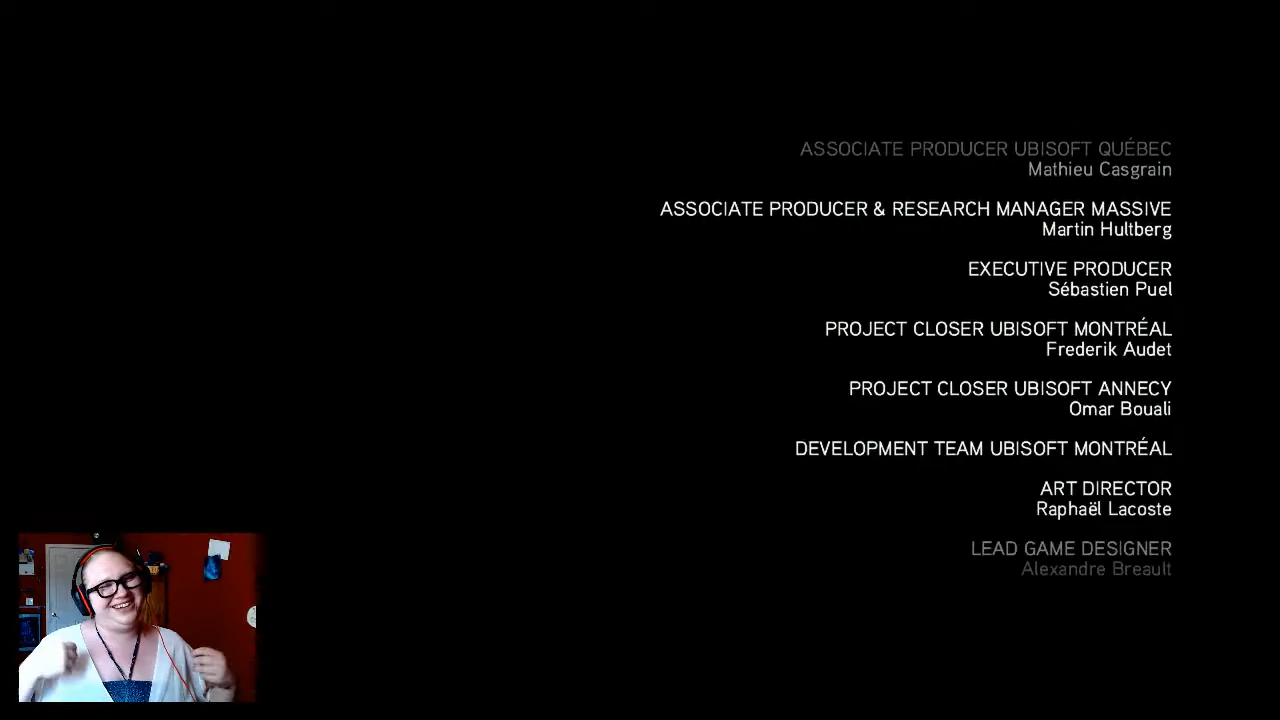 ASSOCIATE PRODUCER UBISOFT QUÉBEC
Mathieu Casgrain
ASSOCIATE PRODUCER & RESEARCH MANAGER MASSIVE
Martin Hultberg
EXECUTIVE PRODUCER
Sébastien Puel
PROJECT CLOSER UBISOFT MONTRÉAL
Frederik Audet
PROJECT CLOSER UBISOFT ANNECY
Omar Bouali
DEVELOPMENT TEAM UBISOFT MONTRÉAL
ART DIRECTOR
Raphaël Lacoste
LEAD GAME DESIGNER
Alexandre Breault